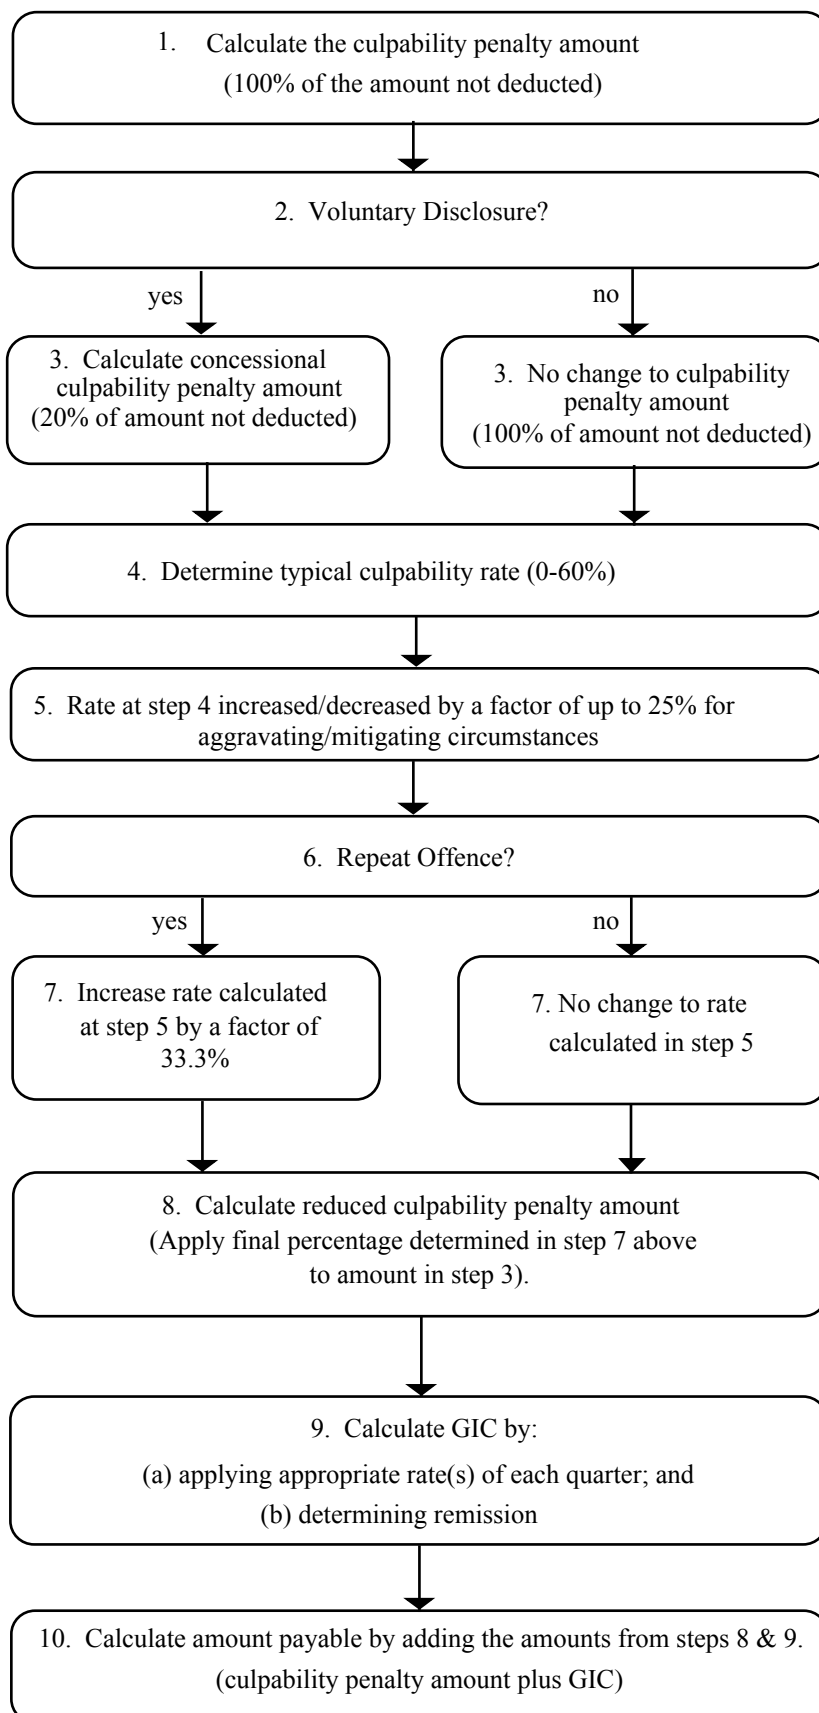 1. Calculate the culpability penalty amount
(100% of the amount not deducted)
2. Voluntary Disclosure?
yes
no
3. Calculate concessional
culpability penalty amount
(20% of amount not deducted)
3. No change to culpability
penalty amount
(100% of amount not deducted)
4. Determine typical culpability rate (0-60%)
5. Rate at step 4 increased/decreased by a factor of up to 25% for
aggravating/mitigating circumstances
6. Repeat Offence?
yes
no
7. Increase rate calculated
at step 5 by a factor of
33.3%
7. No change to rate
calculated in step 5
8. Calculate reduced culpability penalty amount
(Apply final percentage determined in step 7 above
to amount in step 3).
9. Calculate GIC by:
(a) applying appropriate rate(s) of each quarter; and
(b) determining remission
10. Calculate amount payable by adding the amounts from steps 8 & 9.
(culpability penalty amount plus GIC)